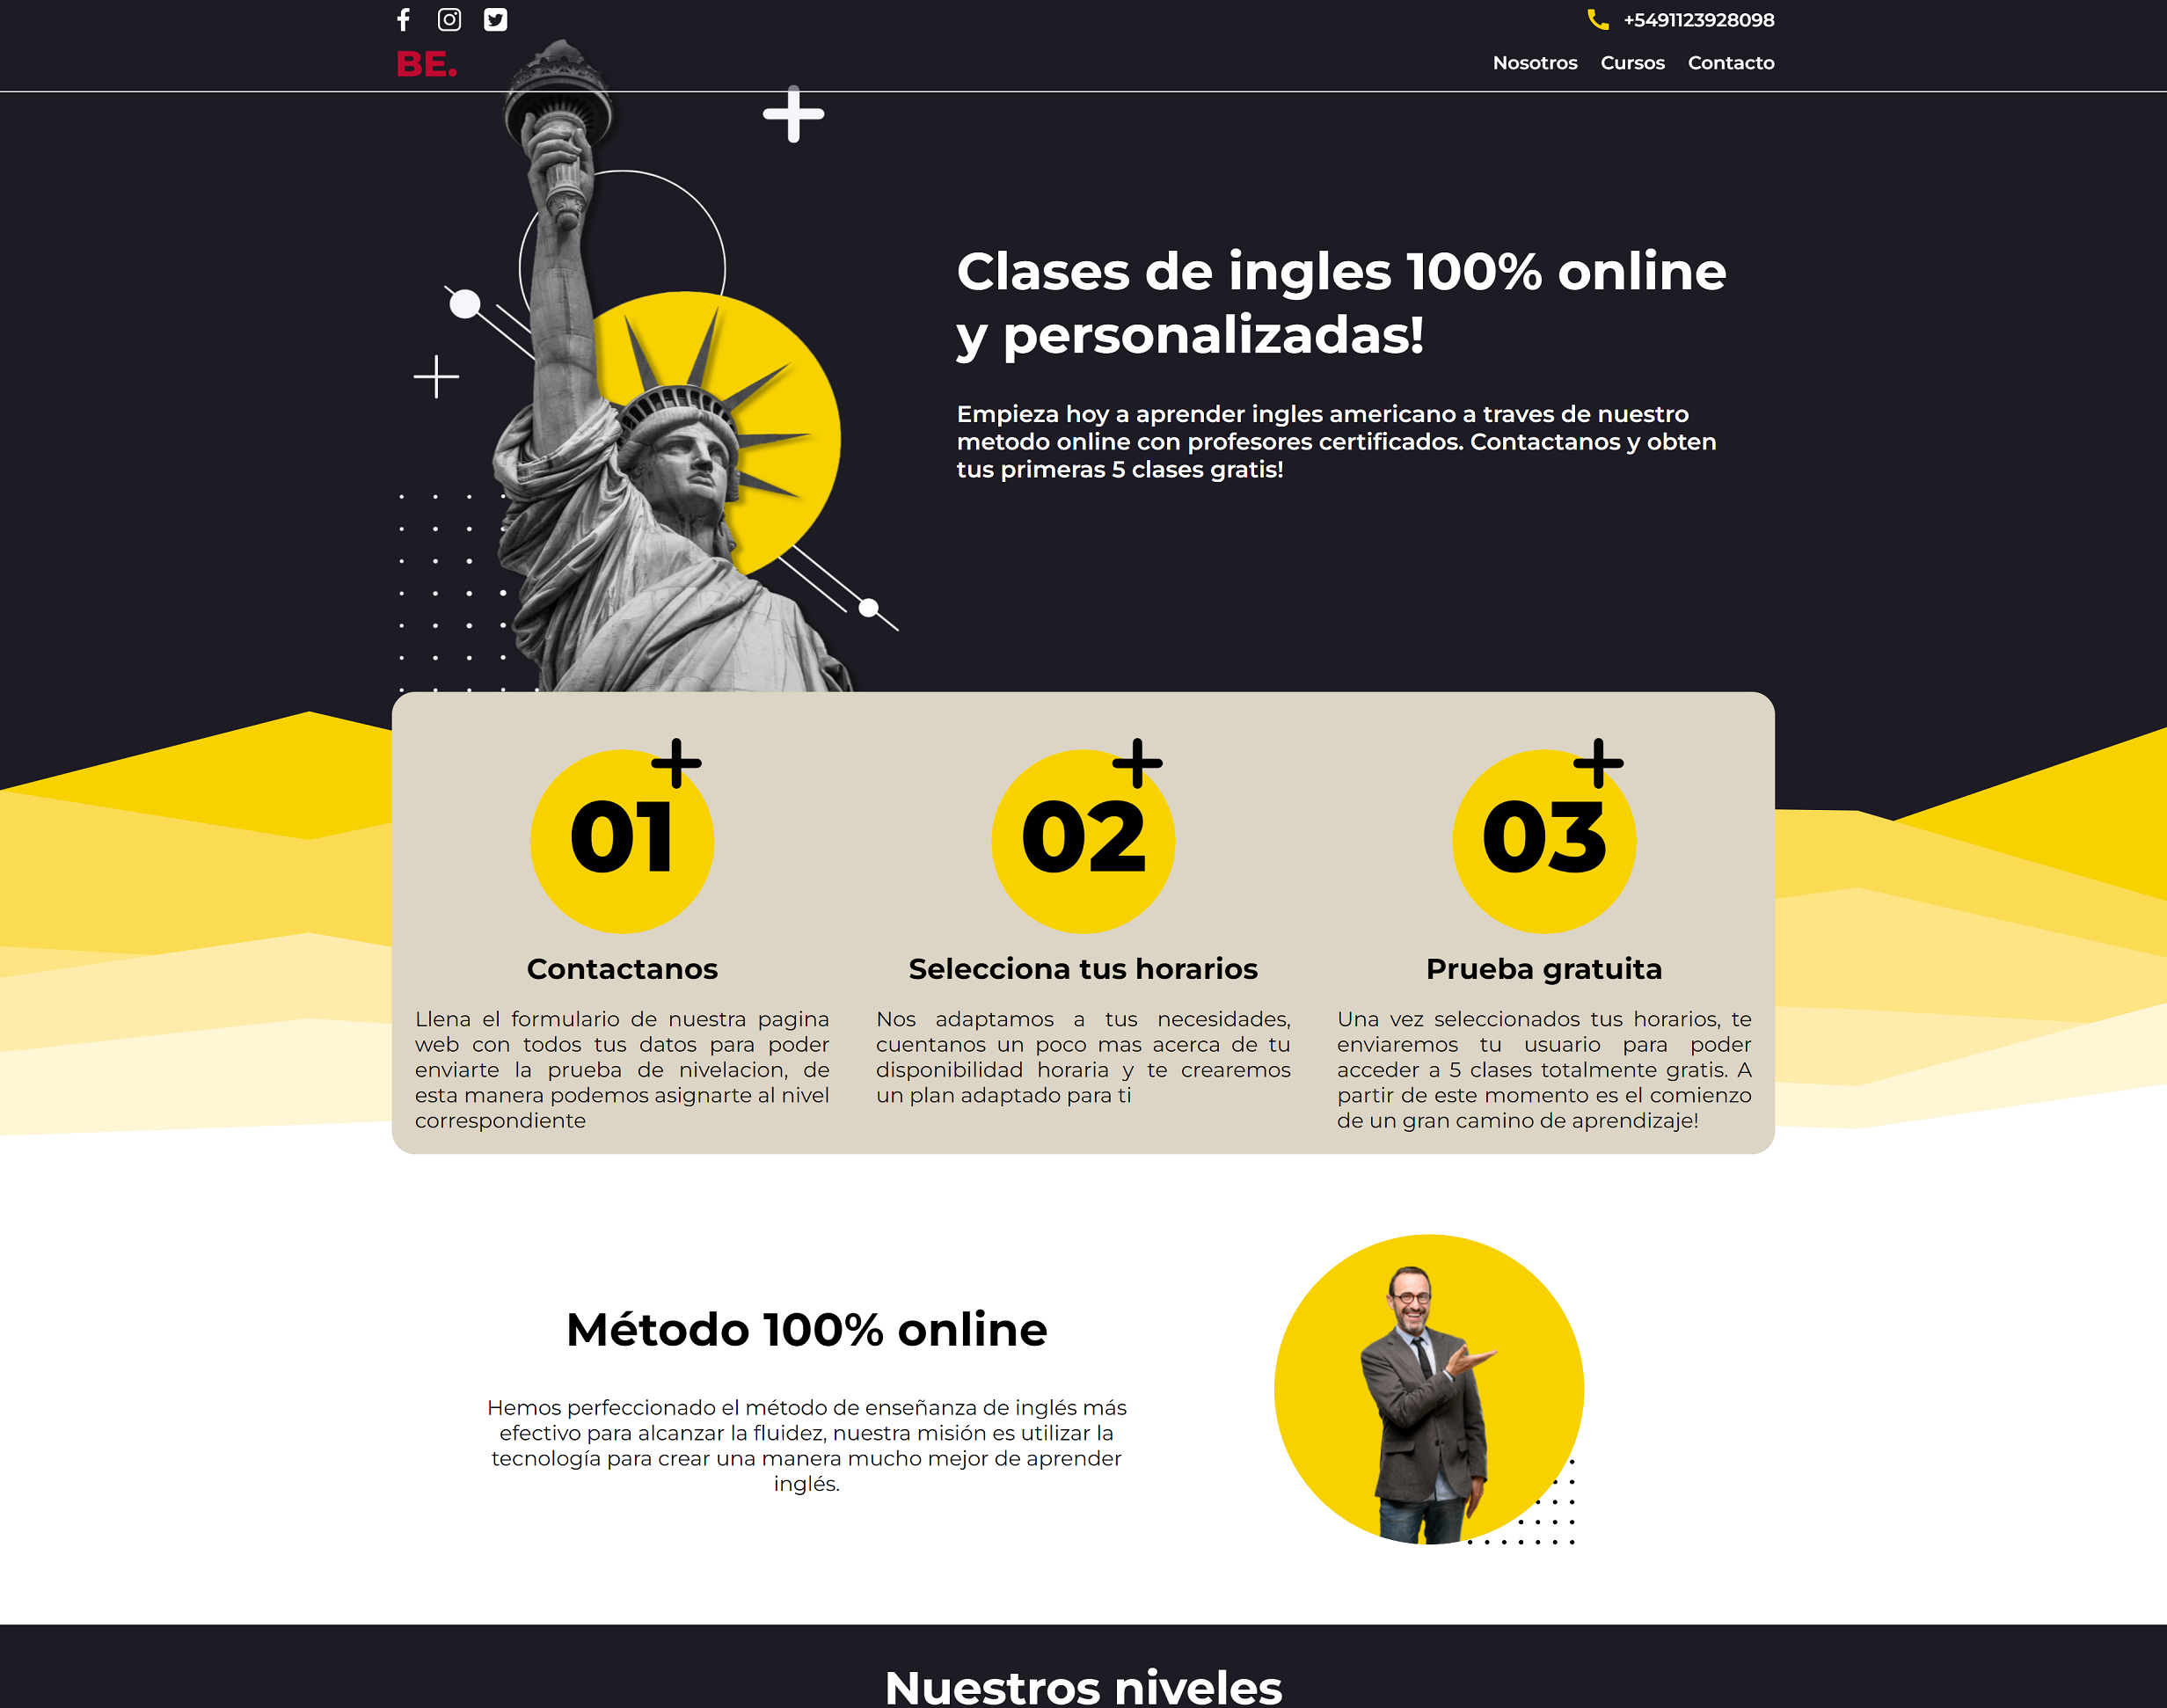 +5491123928098
BE.
Nosotros Cursos Contacto
Clases de ingles 100% online
y personalizadas!
Empieza hoy a aprender ingles americano a traves de nuestro
metodo online con profesores certificados. Contactanos y obten
tus primeras 5 clases gratis!
01
Contactanos
Llena el formulario de nuestra pagina
web con todos tus datos para poder
enviarte la prueba de nivelacion, de
esta manera podemos asignarte al nivel
correspondiente
02
Selecciona tus horarios
Nos adaptamos a tus necesidades,
cuentanos un poco mas acerca de tu
disponibilidad horaria y te crearemos
un plan adaptado para ti
03
Prueba gratuita
Una vez seleccionados tus horarios, te
enviaremos tu usuario para poder
acceder a 5 clases totalmente gratis. A
partir de este momento es el comienzo
de un gran camino de aprendizaje!
Método 100% online
Hemos perfeccionado el método de enseñanza de inglés más
efectivo para alcanzar la fluidez, nuestra misión es utilizar la
tecnología para crear una manera mucho mejor de aprender
inglés.
Nuestros niveles